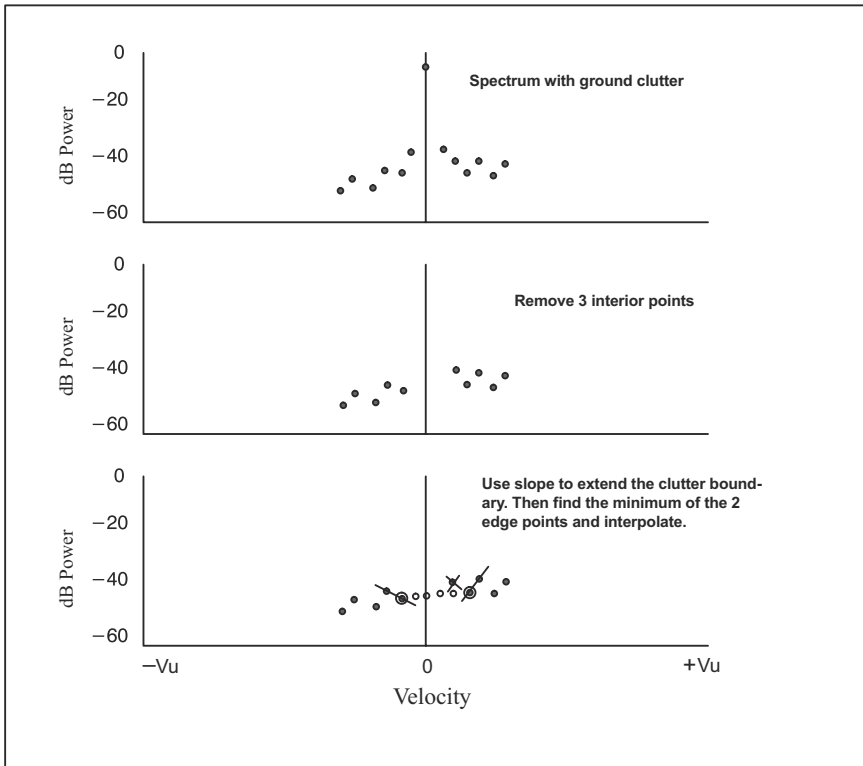 0
−20
−40
−60
dB Power
Spectrum with ground clutter
0
−20
−40
−60
dB Power
Remove 3 interior points
0
−20
−40
−60
dB Power
Use slope to extend the clutter bound-
ary. Then find the minimum of the 2
edge points and interpolate.
−Vu
0
+Vu
Velocity